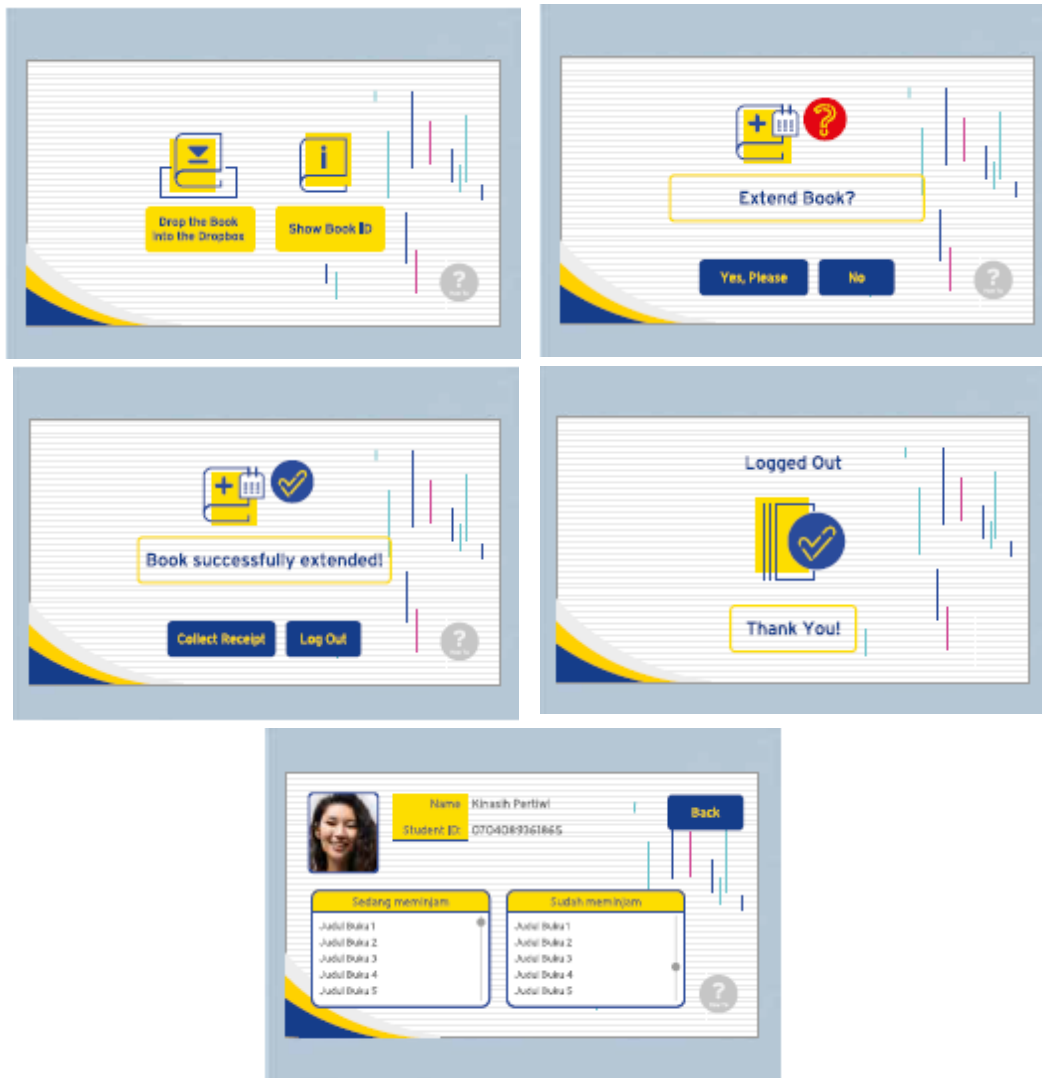 Drop the Book
Into the Dropbox
Show Book ID
?
Extend Book?
Yes, Please
No
?
Book successfully extended!
Collect Receipt
Log Out
?
Logged Out
Thank You!
Name
Kinasih Pertiwi
Student ID:
0704089361865
Back
Sedang meminjam
Judul Buku 1
Judul Buku 2
Judul Buku 3
Judul Buku 4
Judul Buku 5
Sudah meminjam
Judul Buku 1
Judul Buku 2
Judul Buku 3
Judul Buku 4
Judul Buku 5
?